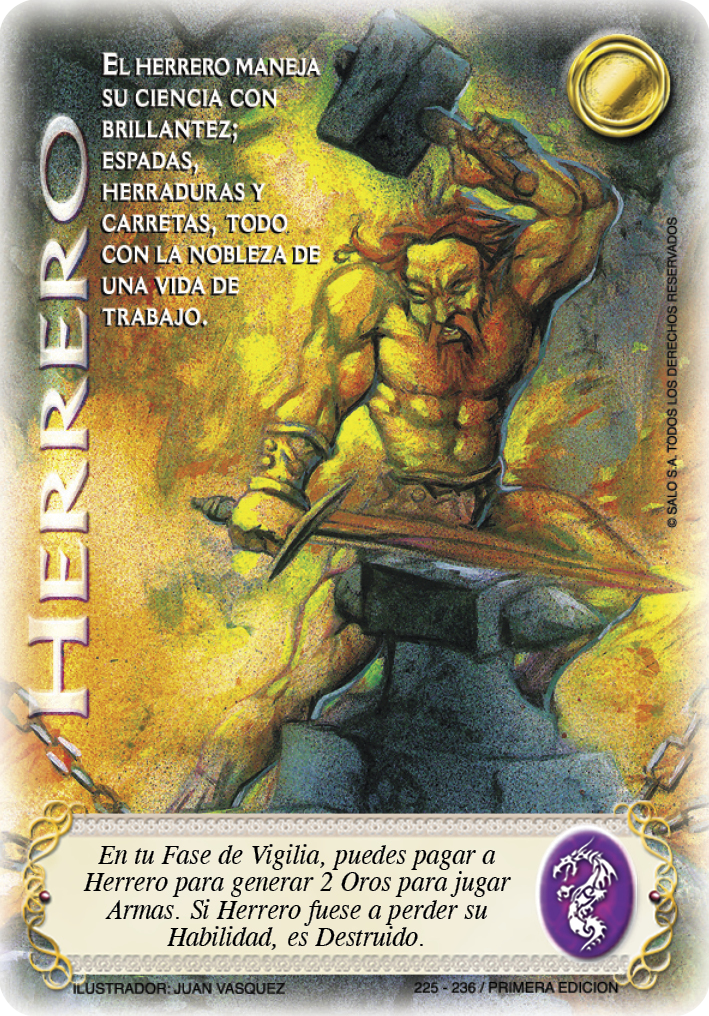 EL HERRERO MANEJA
SU CIENCIA CON
BRILLANTEZ;
ESPADAS,
HERRADURAS Y
CARRETAS, TODO
CON LA NOBLEZA DE
UNA VIDA DE
TRABAJO.
HERRERO
© SALO S.A. TODOS LOS DERECHOS RESERVADOS
En tu Fase de Vigilia, puedes pagar a
Herrero para generar 2 Oros para jugar
Armas. Si Herrero fuese a perder su
Habilidad, es Destruido.
ILUSTRADOR: JUAN VASQUEZ
225 - 236 / PRIMERA EDICION